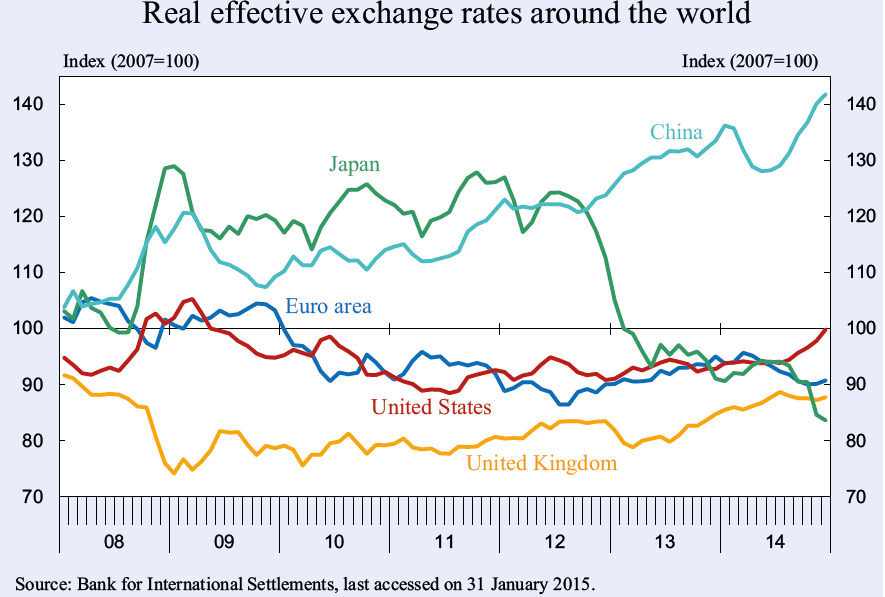 Real effective exchange rates around the world
Index (2007=100) Index (2007=100)
140 140
130 130
120 120
110 110
100 100
90 90
80 80
70 70
China
Japan
Euro area
United States
United Kingdom
08 09 10 11 12 13 14
Source: Bank for International Settlements, last accessed on 31 January 2015.